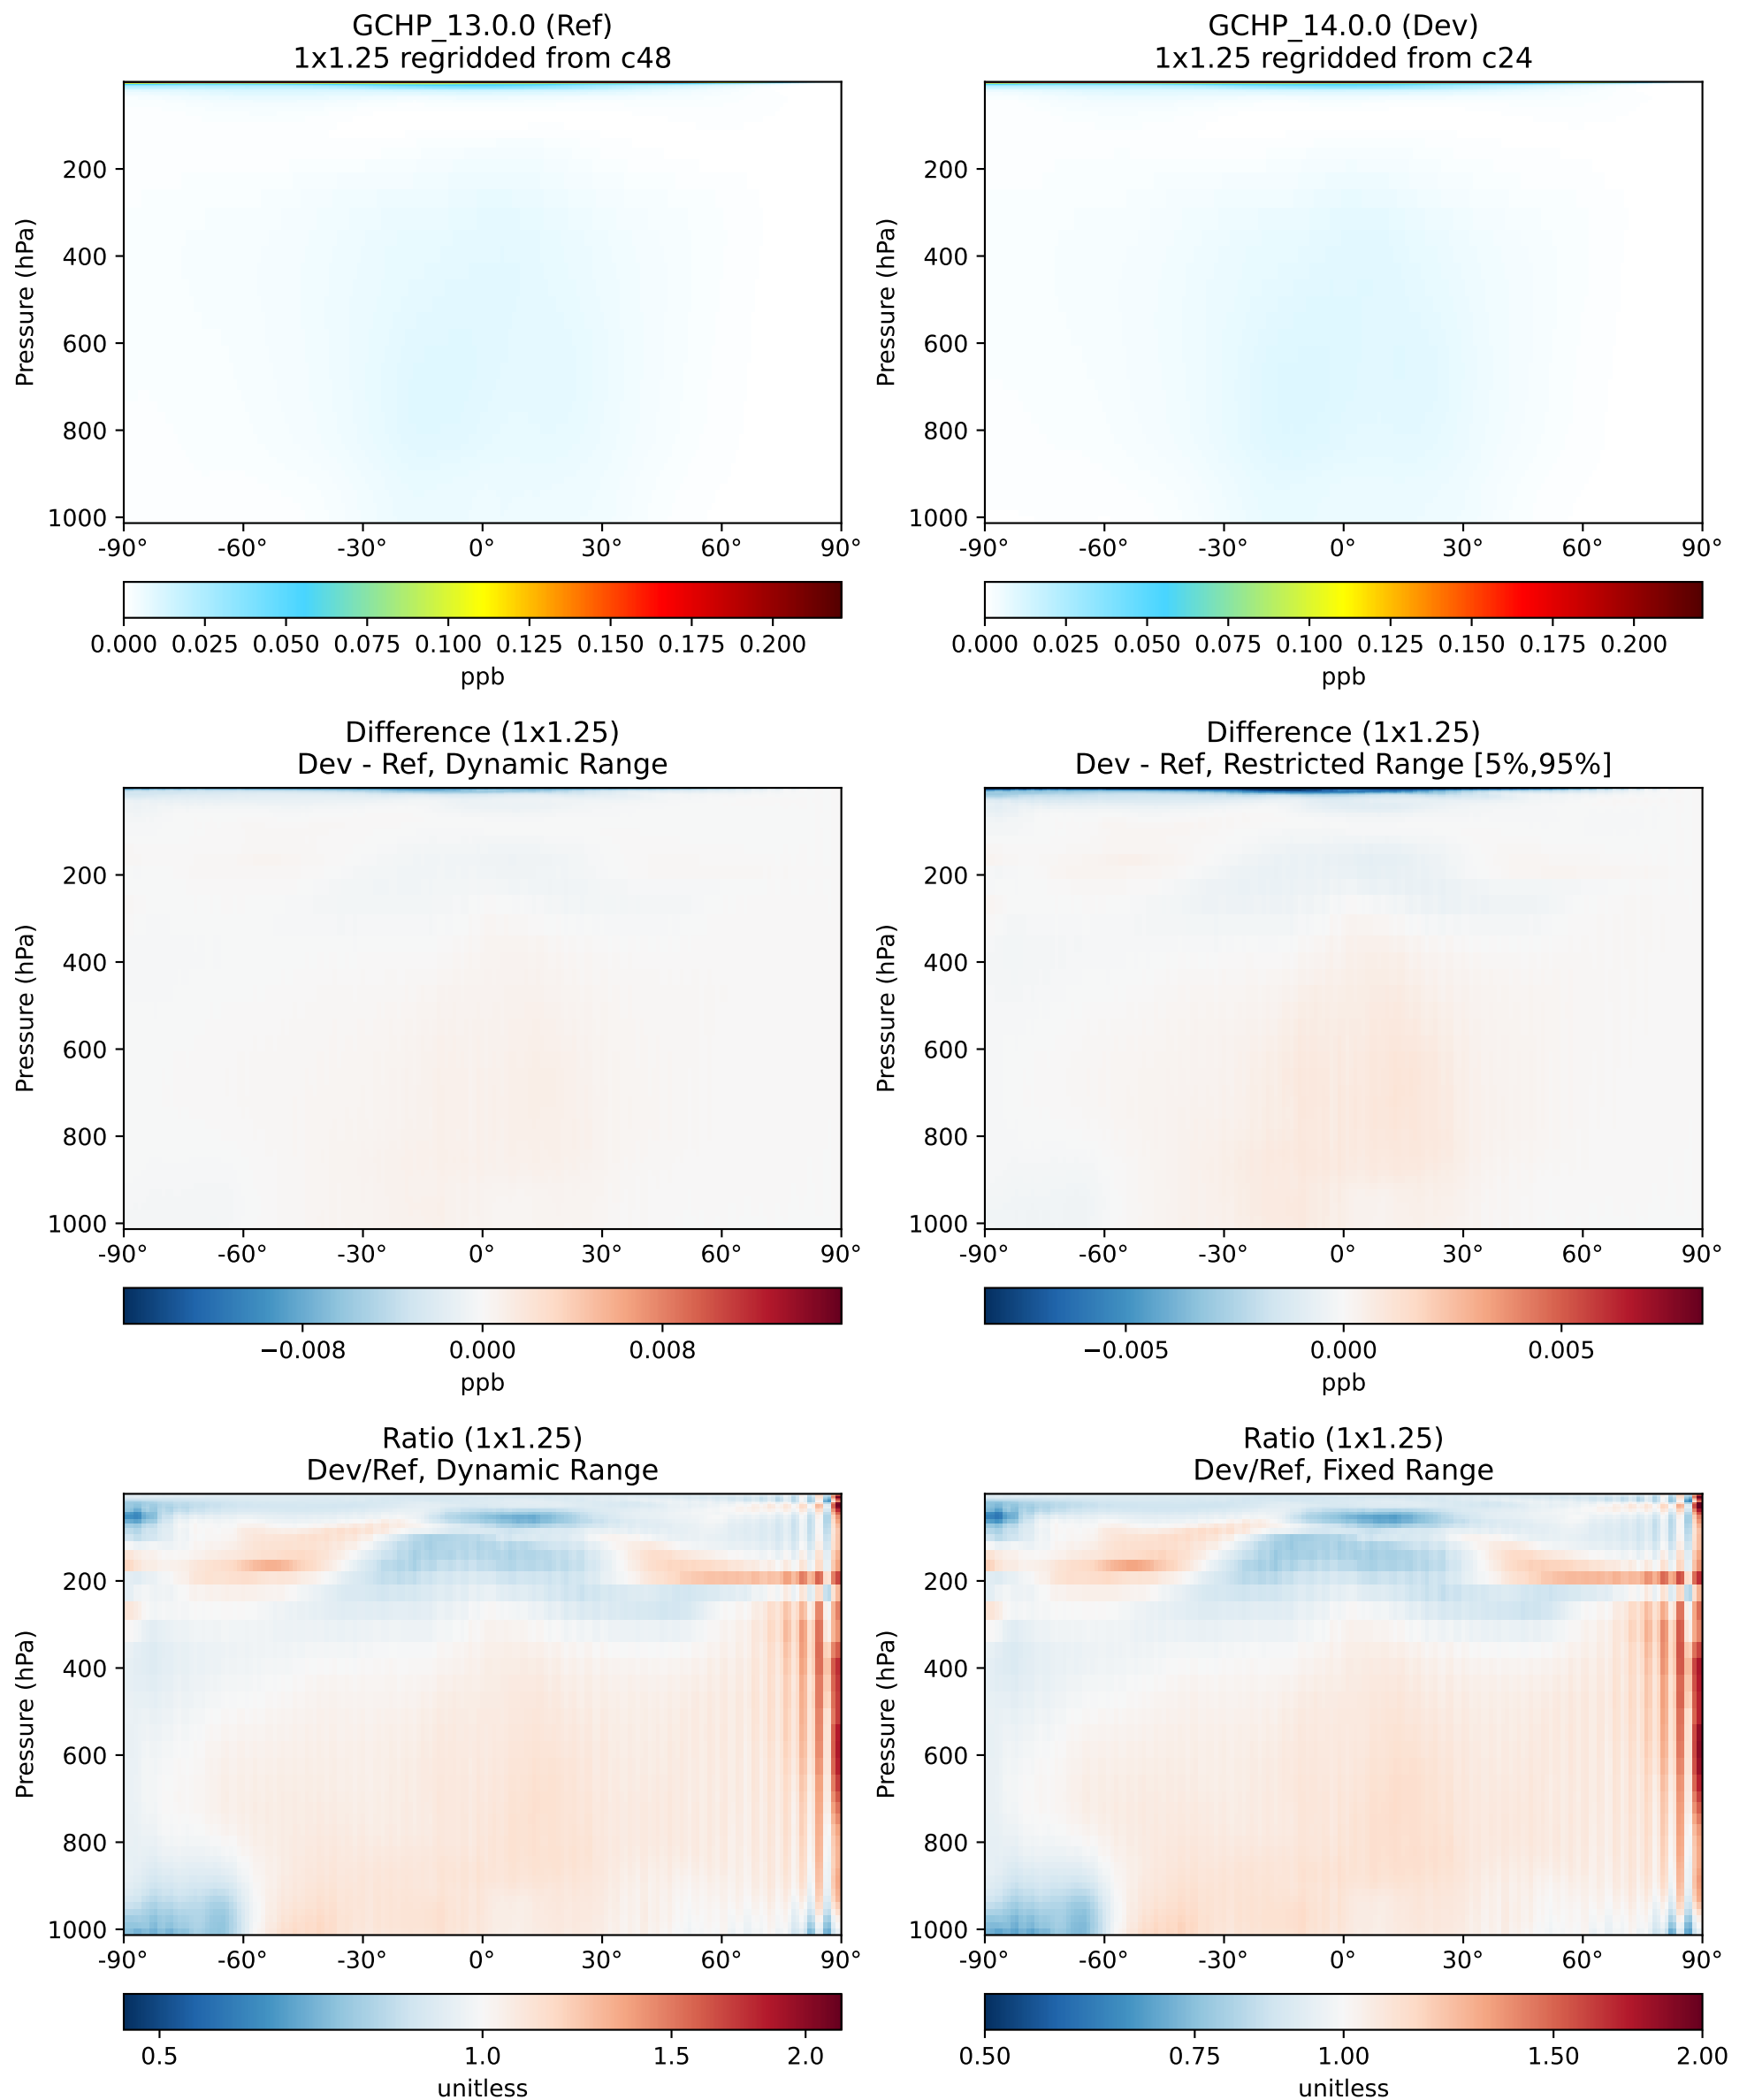 GCHP_13.0.0 (Ref)
1x1.25 regridded from c48
GCHP_14.0.0 (Dev)
1x1.25 regridded from c24
Pressure (hPa)
200
400
600
800
1000
-90° -60° -30° 0° 30° 60° 90°
0.000 0.025 0.050 0.075 0.100 0.125 0.150 0.175 0.200
ppb
Pressure (hPa)
200
400
600
800
1000
-90° -60° -30° 0° 30° 60° 90°
0.000 0.025 0.050 0.075 0.100 0.125 0.150 0.175 0.200
ppb
Difference (1x1.25)
Dev - Ref, Dynamic Range
Pressure (hPa)
200
400
600
800
1000
-90° -60° -30° 0° 30° 60° 90°
−0.008 0.000 0.008
ppb
Difference (1x1.25)
Dev - Ref, Restricted Range [5%,95%]
Pressure (hPa)
200
400
600
800
1000
-90° -60° -30° 0° 30° 60° 90°
−0.005 0.000 0.005
ppb
Ratio (1x1.25)
Dev/Ref, Dynamic Range
Pressure (hPa)
200
400
600
800
1000
-90° -60° -30° 0° 30° 60° 90°
0.5 1.0 1.5 2.0
unitless
Ratio (1x1.25)
Dev/Ref, Fixed Range
Pressure (hPa)
200
400
600
800
1000
-90° -60° -30° 0° 30° 60° 90°
0.50 0.75 1.00 1.50 2.00
unitless